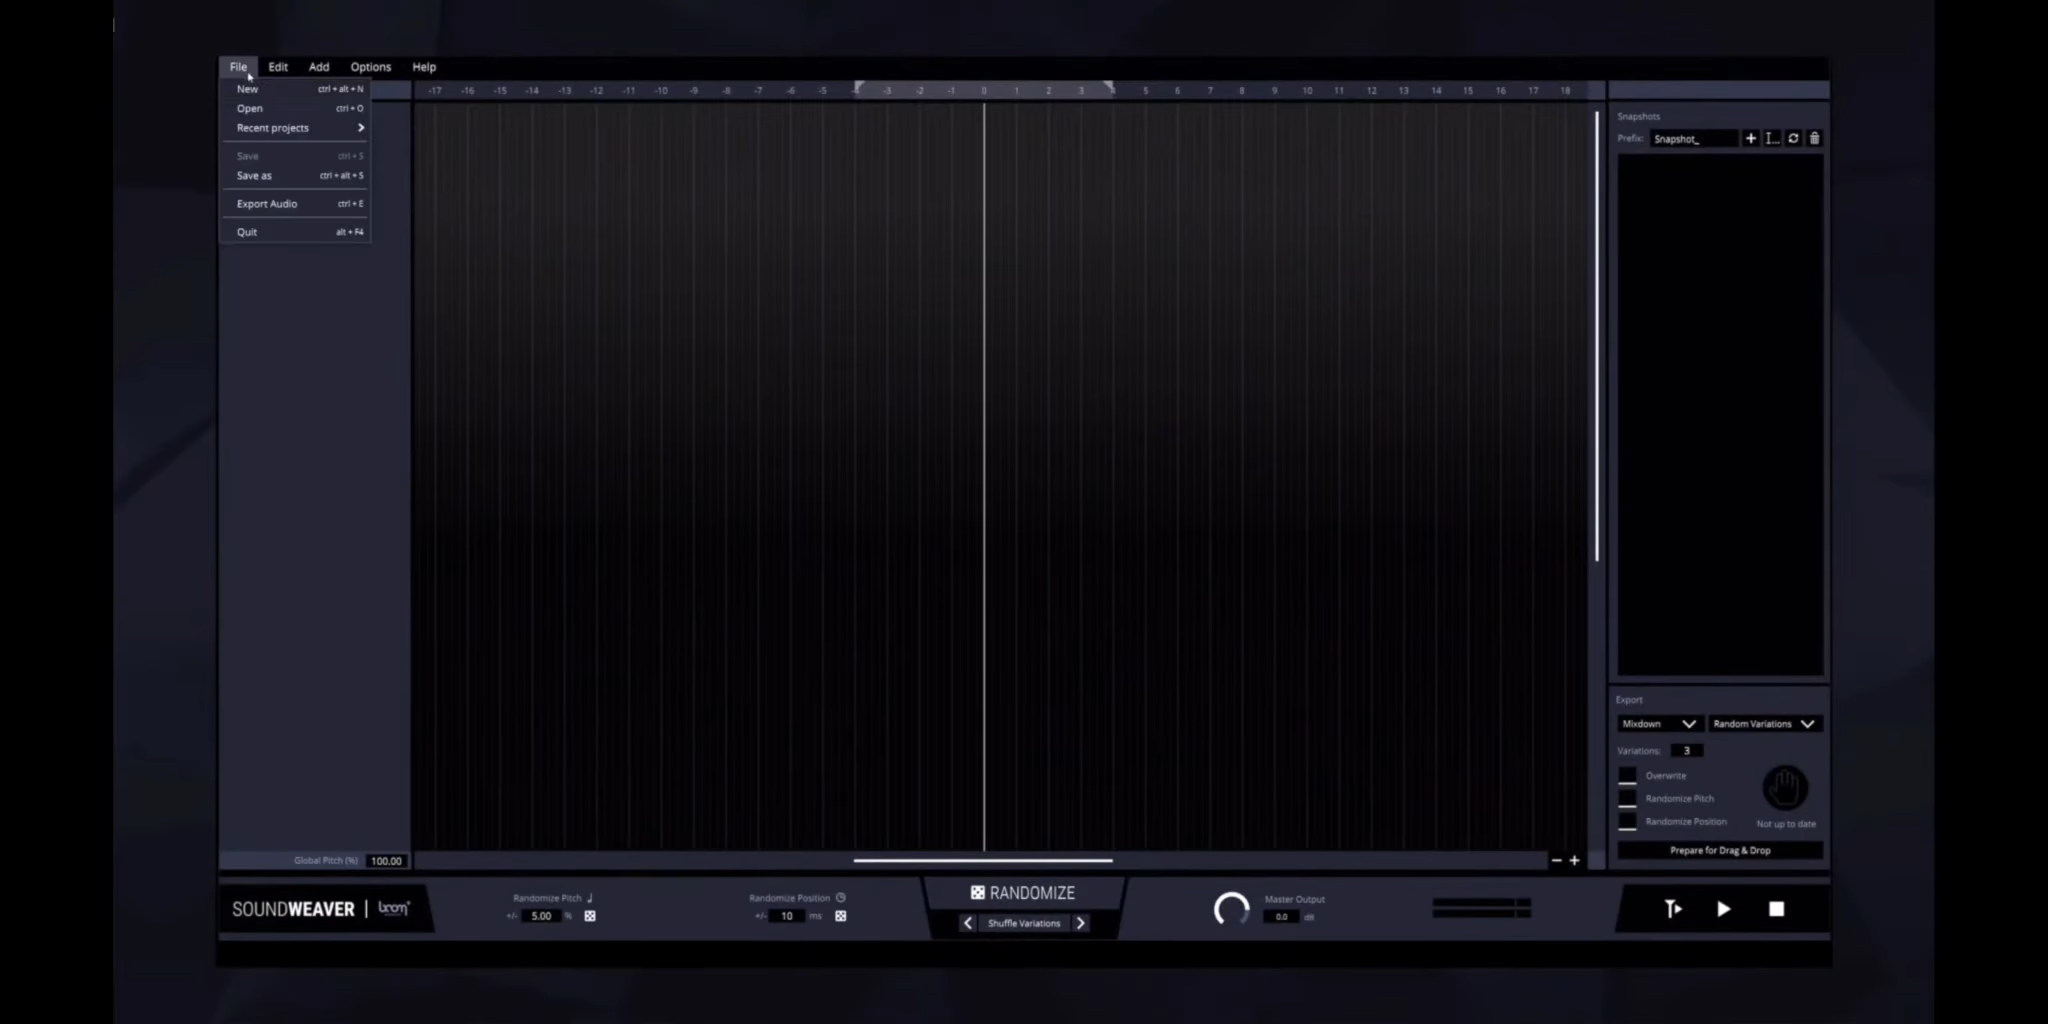 File Edit Add Options Help
New ctrl + alt + N
Open ctrl + O
Recent projects
Save ctrl + S
Save as ctrl + alt + S
Export Audio ctrl + E
Quit alt + F4
-17 -16 -15 -14 -13 -12 -11 -10 -9 -8 -7 -6 -5 -4 -3 -2 -1 0 1 2 3 4 5 6 7 8 9 10 11 12 13 14 15 16 17 18
Snapshots
Prefix: Snapshot_ + I...
Export
Mixdown Random Variations
Variations: 3
Overwrite
Randomize Pitch
Randomize Position
Not up to date
Prepare for Drag & Drop
Global Pitch (%) 100.00
SOUNDWEAVER | boom
Randomize Pitch
+/- 5.00 %
Randomize Position
+/- 10 ms
RANDOMIZE
Shuffle Variations
Master Output
0.0 dB